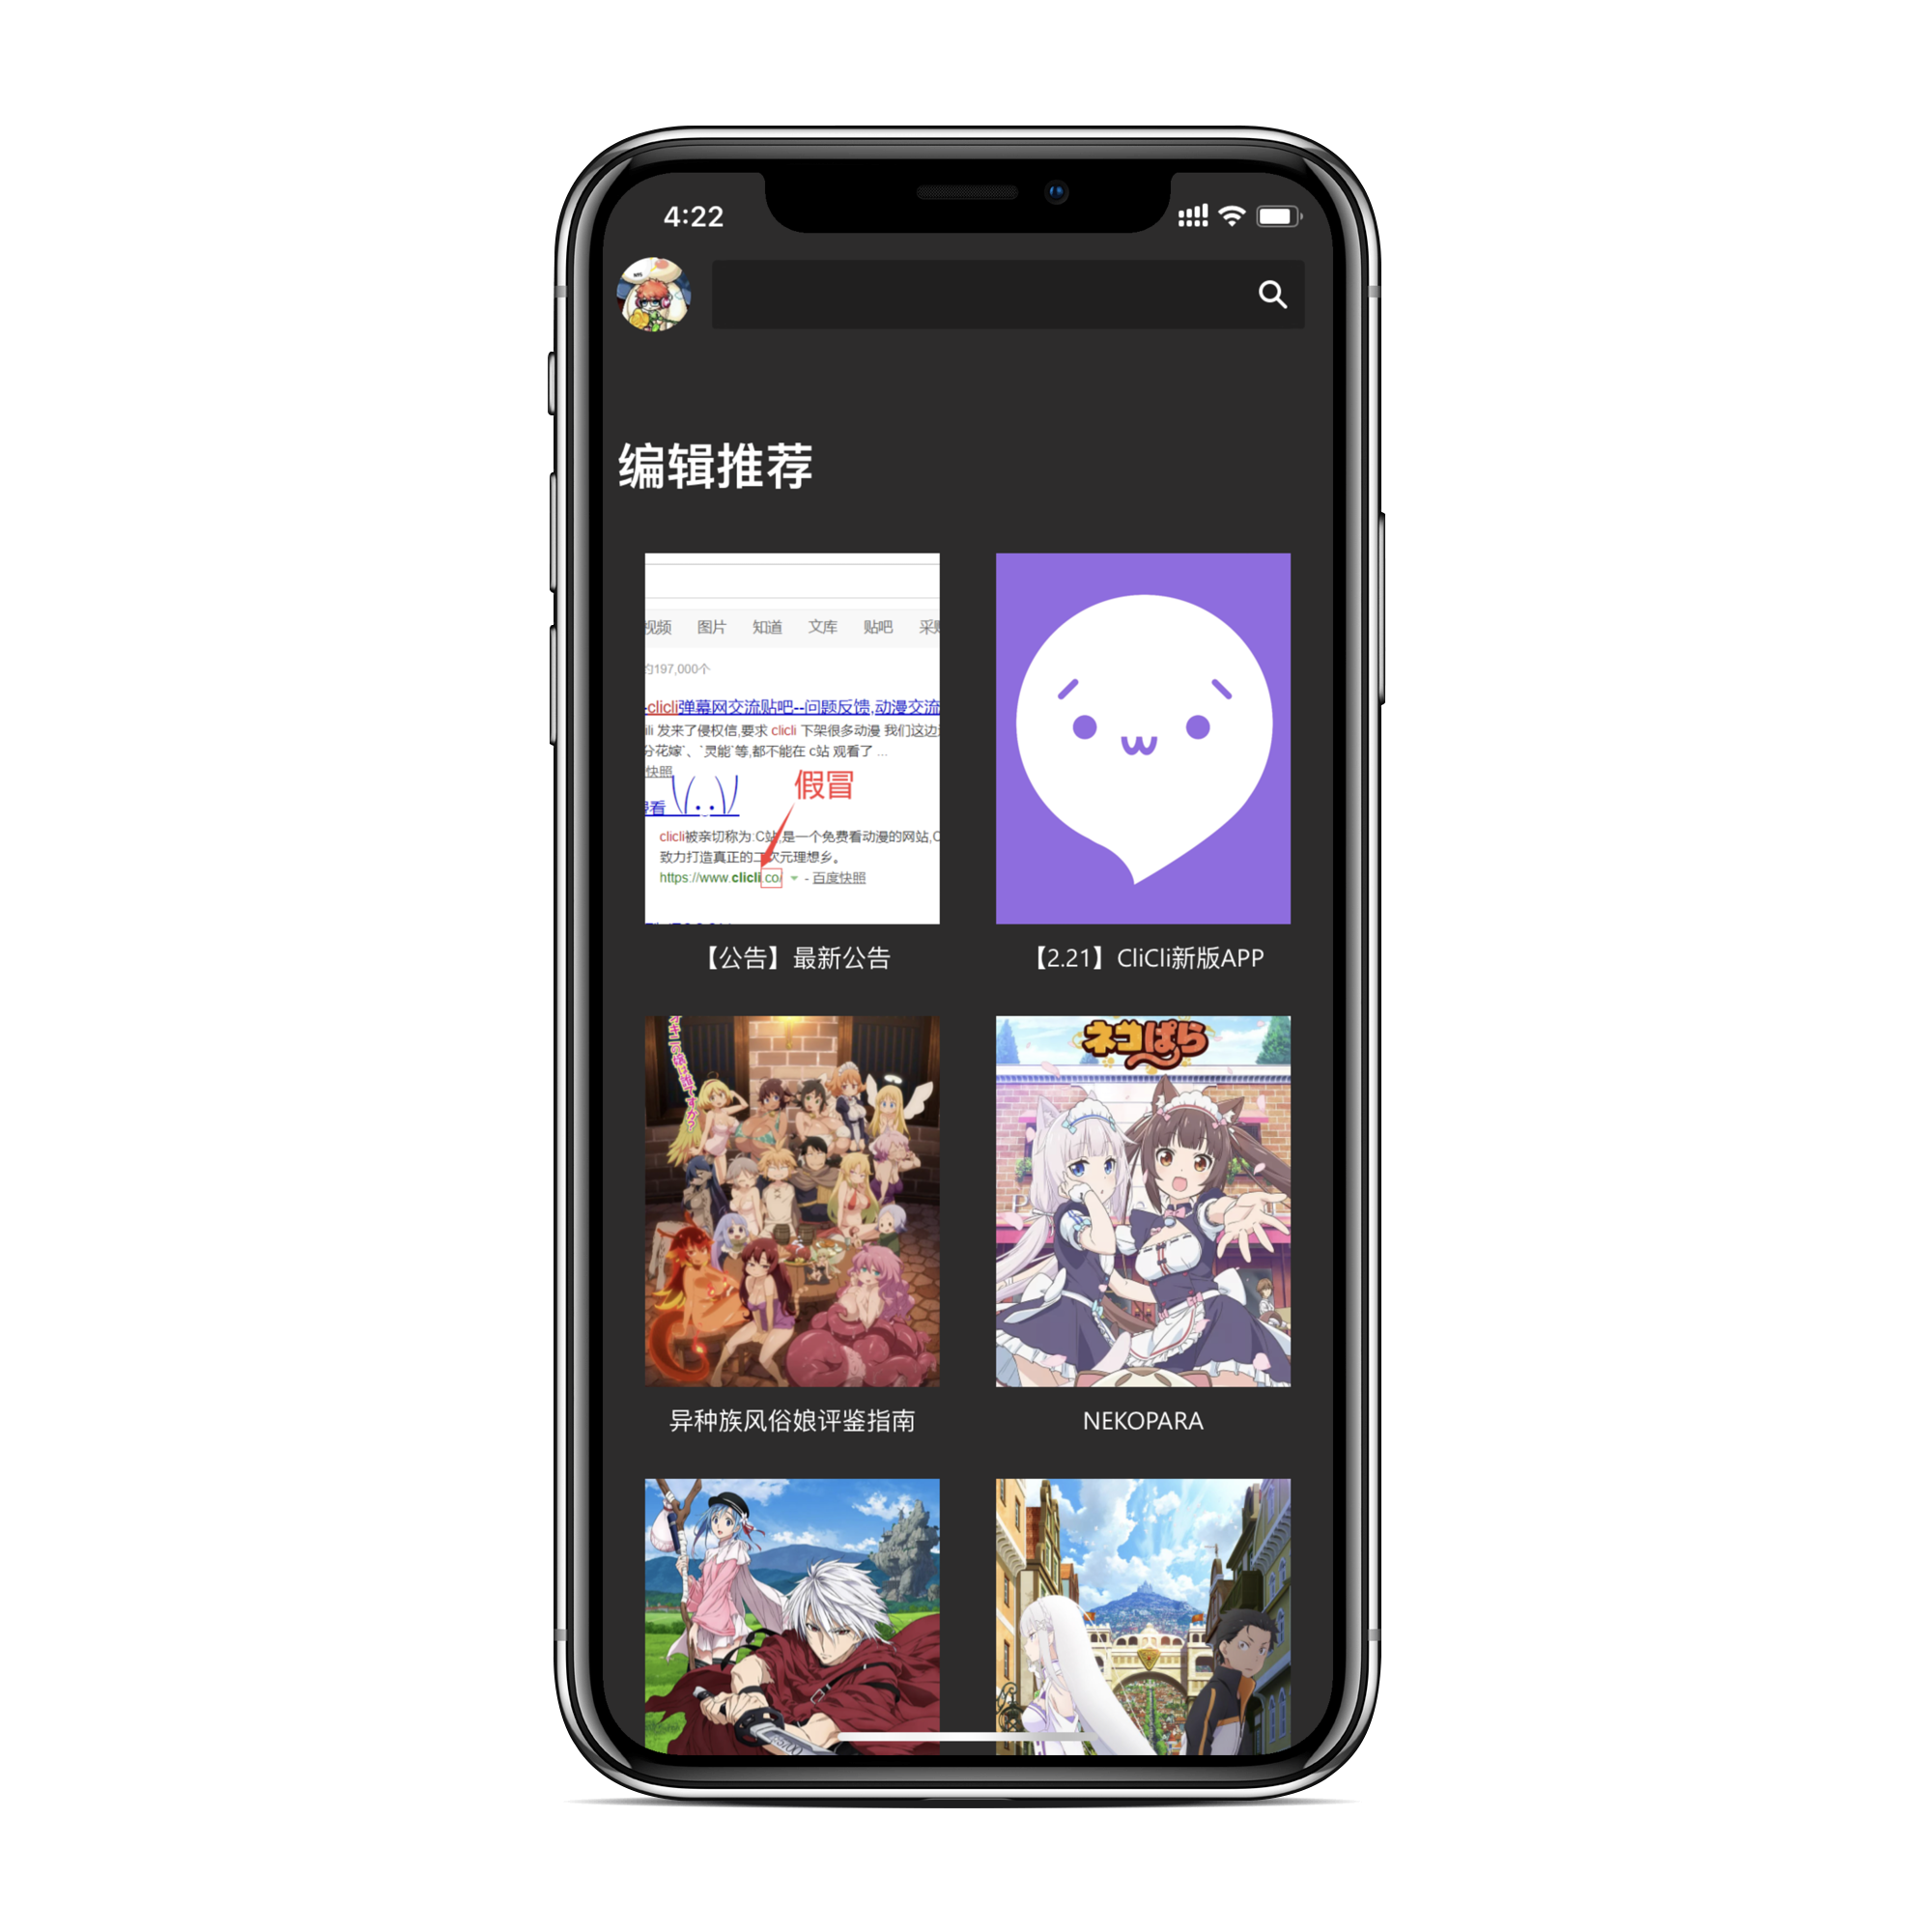 4:22
编辑推荐
视频 图片 知道 文库 贴吧
约197,000个
-clicli弹幕网交流贴吧--问题反馈,动漫交流
ili 发来了侵权信,要求 clicli 下架很多动漫 我们这边
分花嫁`、`灵能`等,都不能在 c站 观看了 ...
快照
看
假冒
clicli被亲切称为:C站,是一个免费看动漫的网站,C
致力打造真正的二次元理想乡。
https://www.clicli.co/ - 百度快照
【公告】最新公告
【2.21】CliCli新版APP
ネコぱら
异种族风俗娘评鉴指南
NEKOPARA